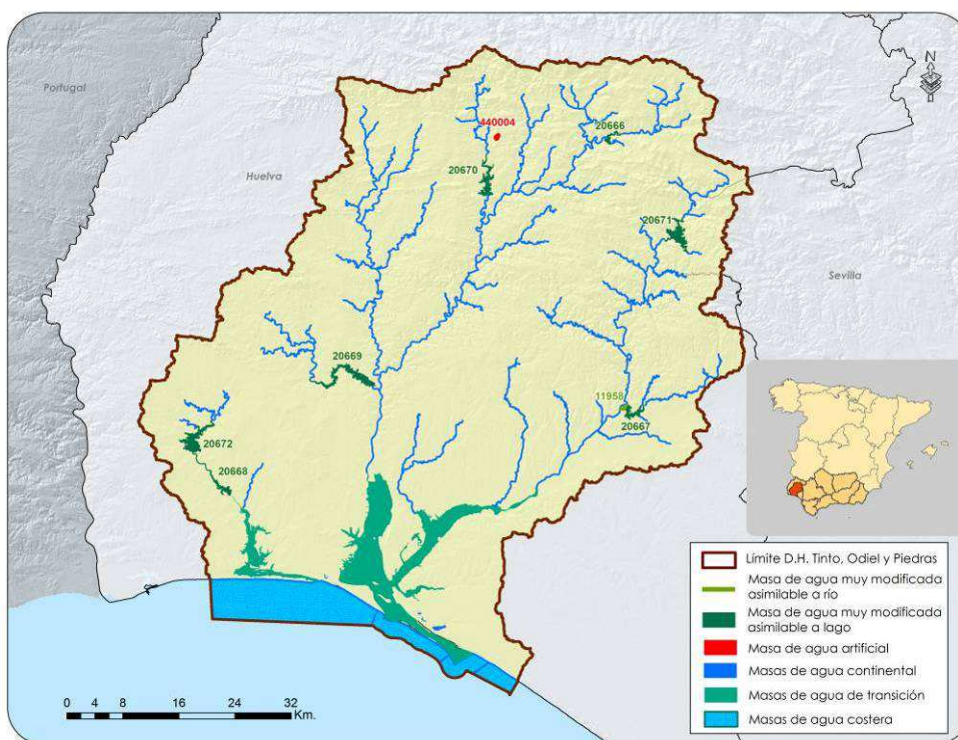 Portugal
N
440004
20666
20670
Huelva
20671
Sevilla
20669
11958
20667
20672
20668
Límite D.H. Tinto, Odiel y Piedras
Masa de agua muy modificada
asimilable a río
Masa de agua muy modificada
asimilable a lago
Masa de agua artificial
Masas de agua continental
Masas de agua de transición
Masas de agua costera
0 2 4 8 16 24 32
Km.